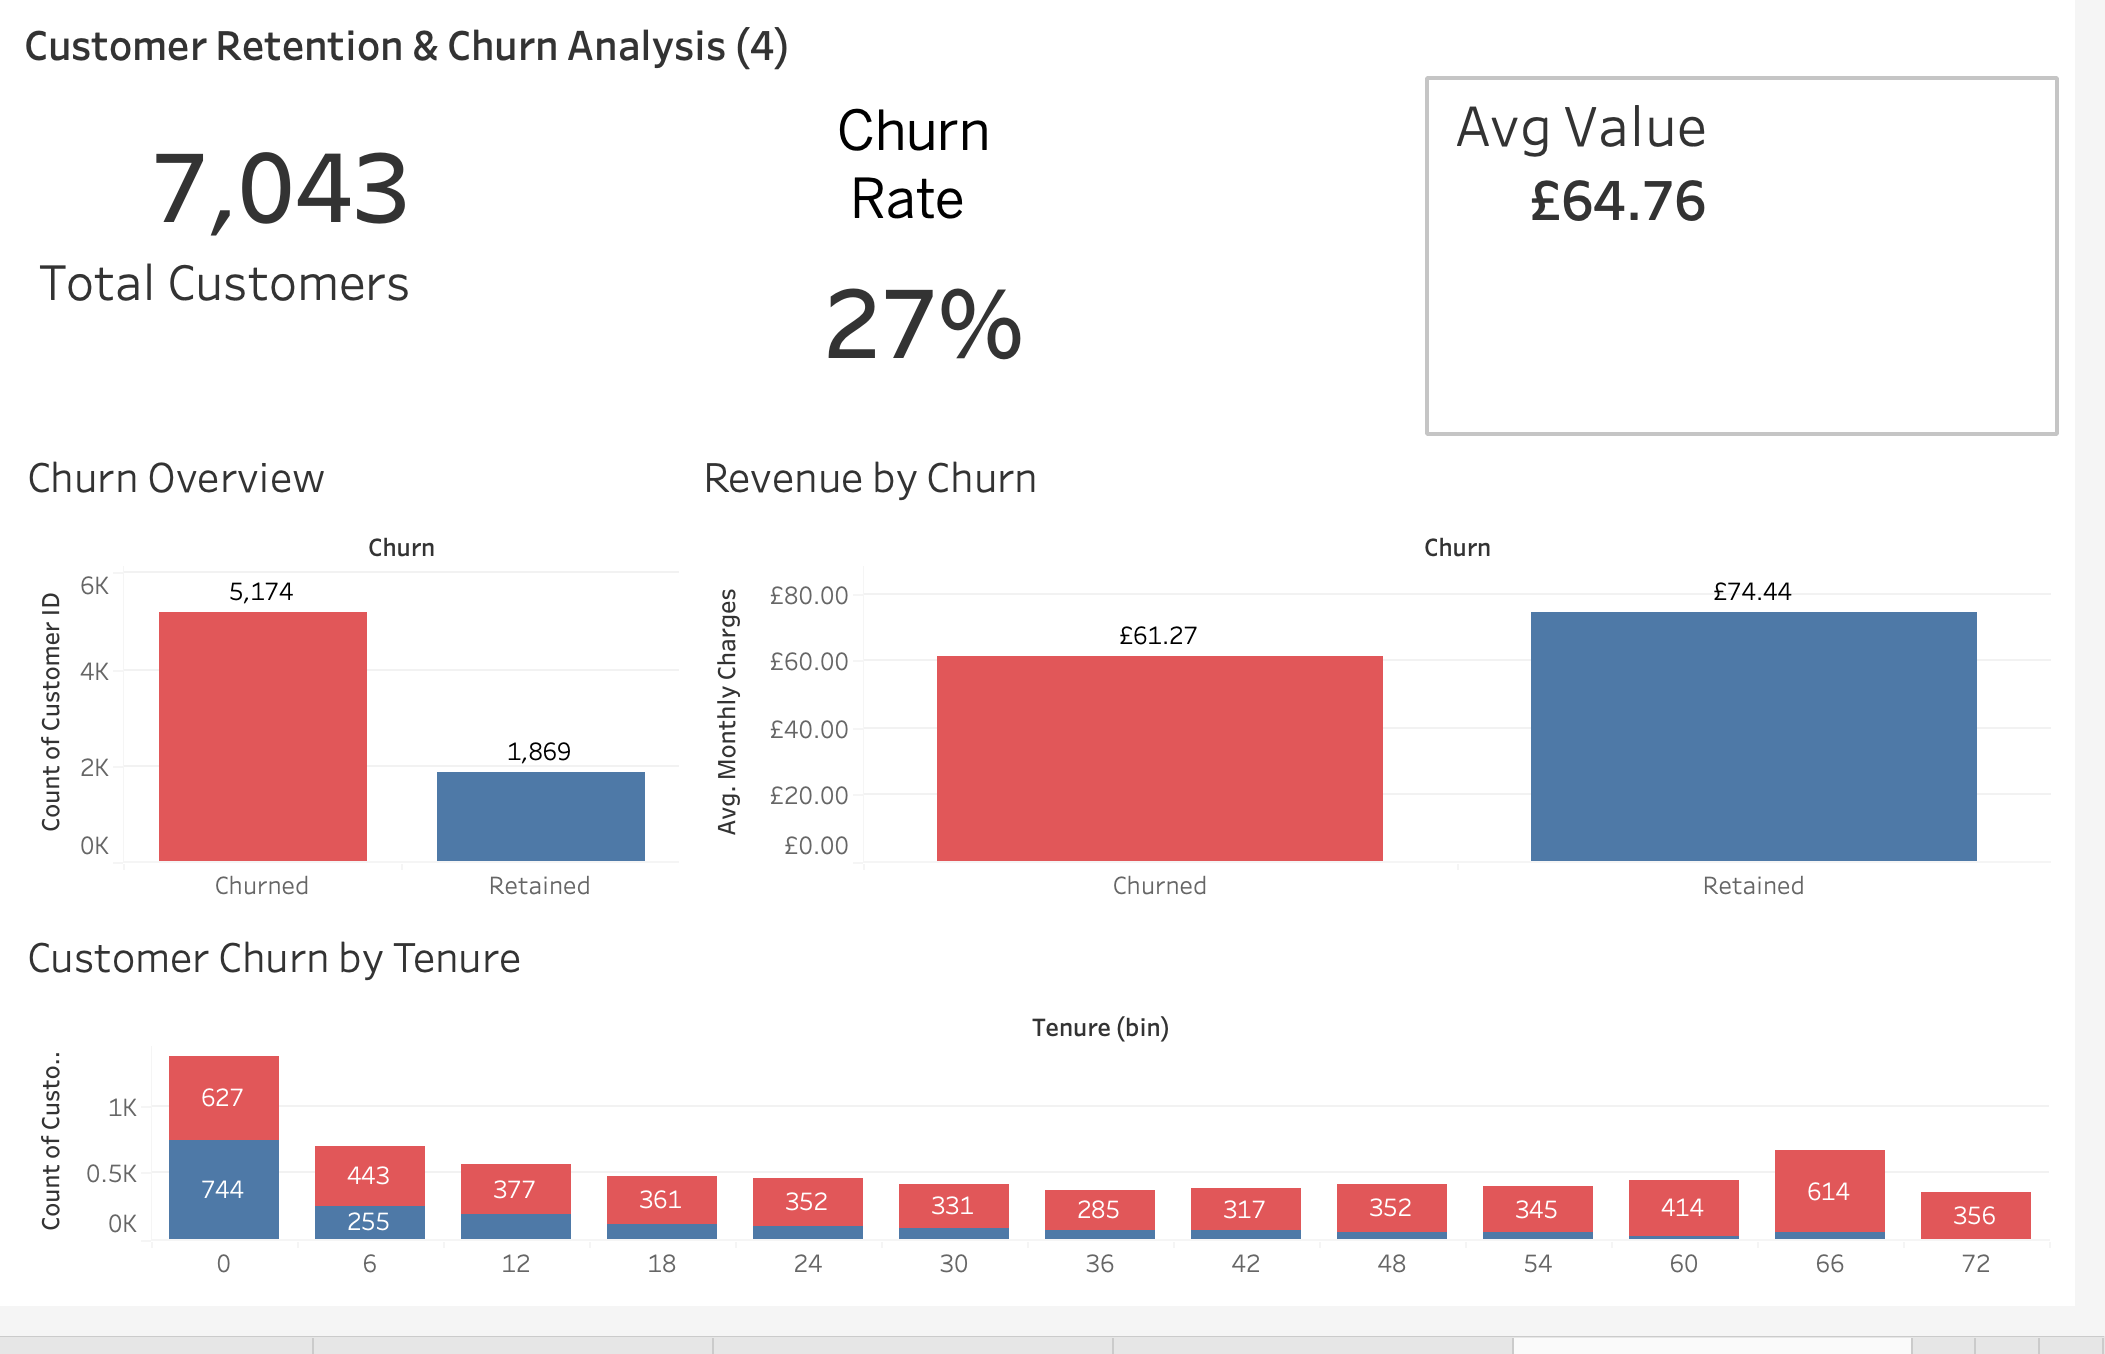 Customer Retention & Churn Analysis (4)
7,043
Total Customers
Churn
Rate
27%
Avg Value
£64.76
Churn Overview
Churn
Count of Customer ID
6K
4K
2K
0K
5,174
1,869
Churned
Retained
Revenue by Churn
Churn
Avg. Monthly Charges
£80.00
£60.00
£40.00
£20.00
£0.00
£61.27
£74.44
Churned
Retained
Customer Churn by Tenure
Tenure (bin)
Count of Custo..
1K
0.5K
0K
627
443
377
361
352
331
285
317
352
345
414
614
356
744
255
0
6
12
18
24
30
36
42
48
54
60
66
72